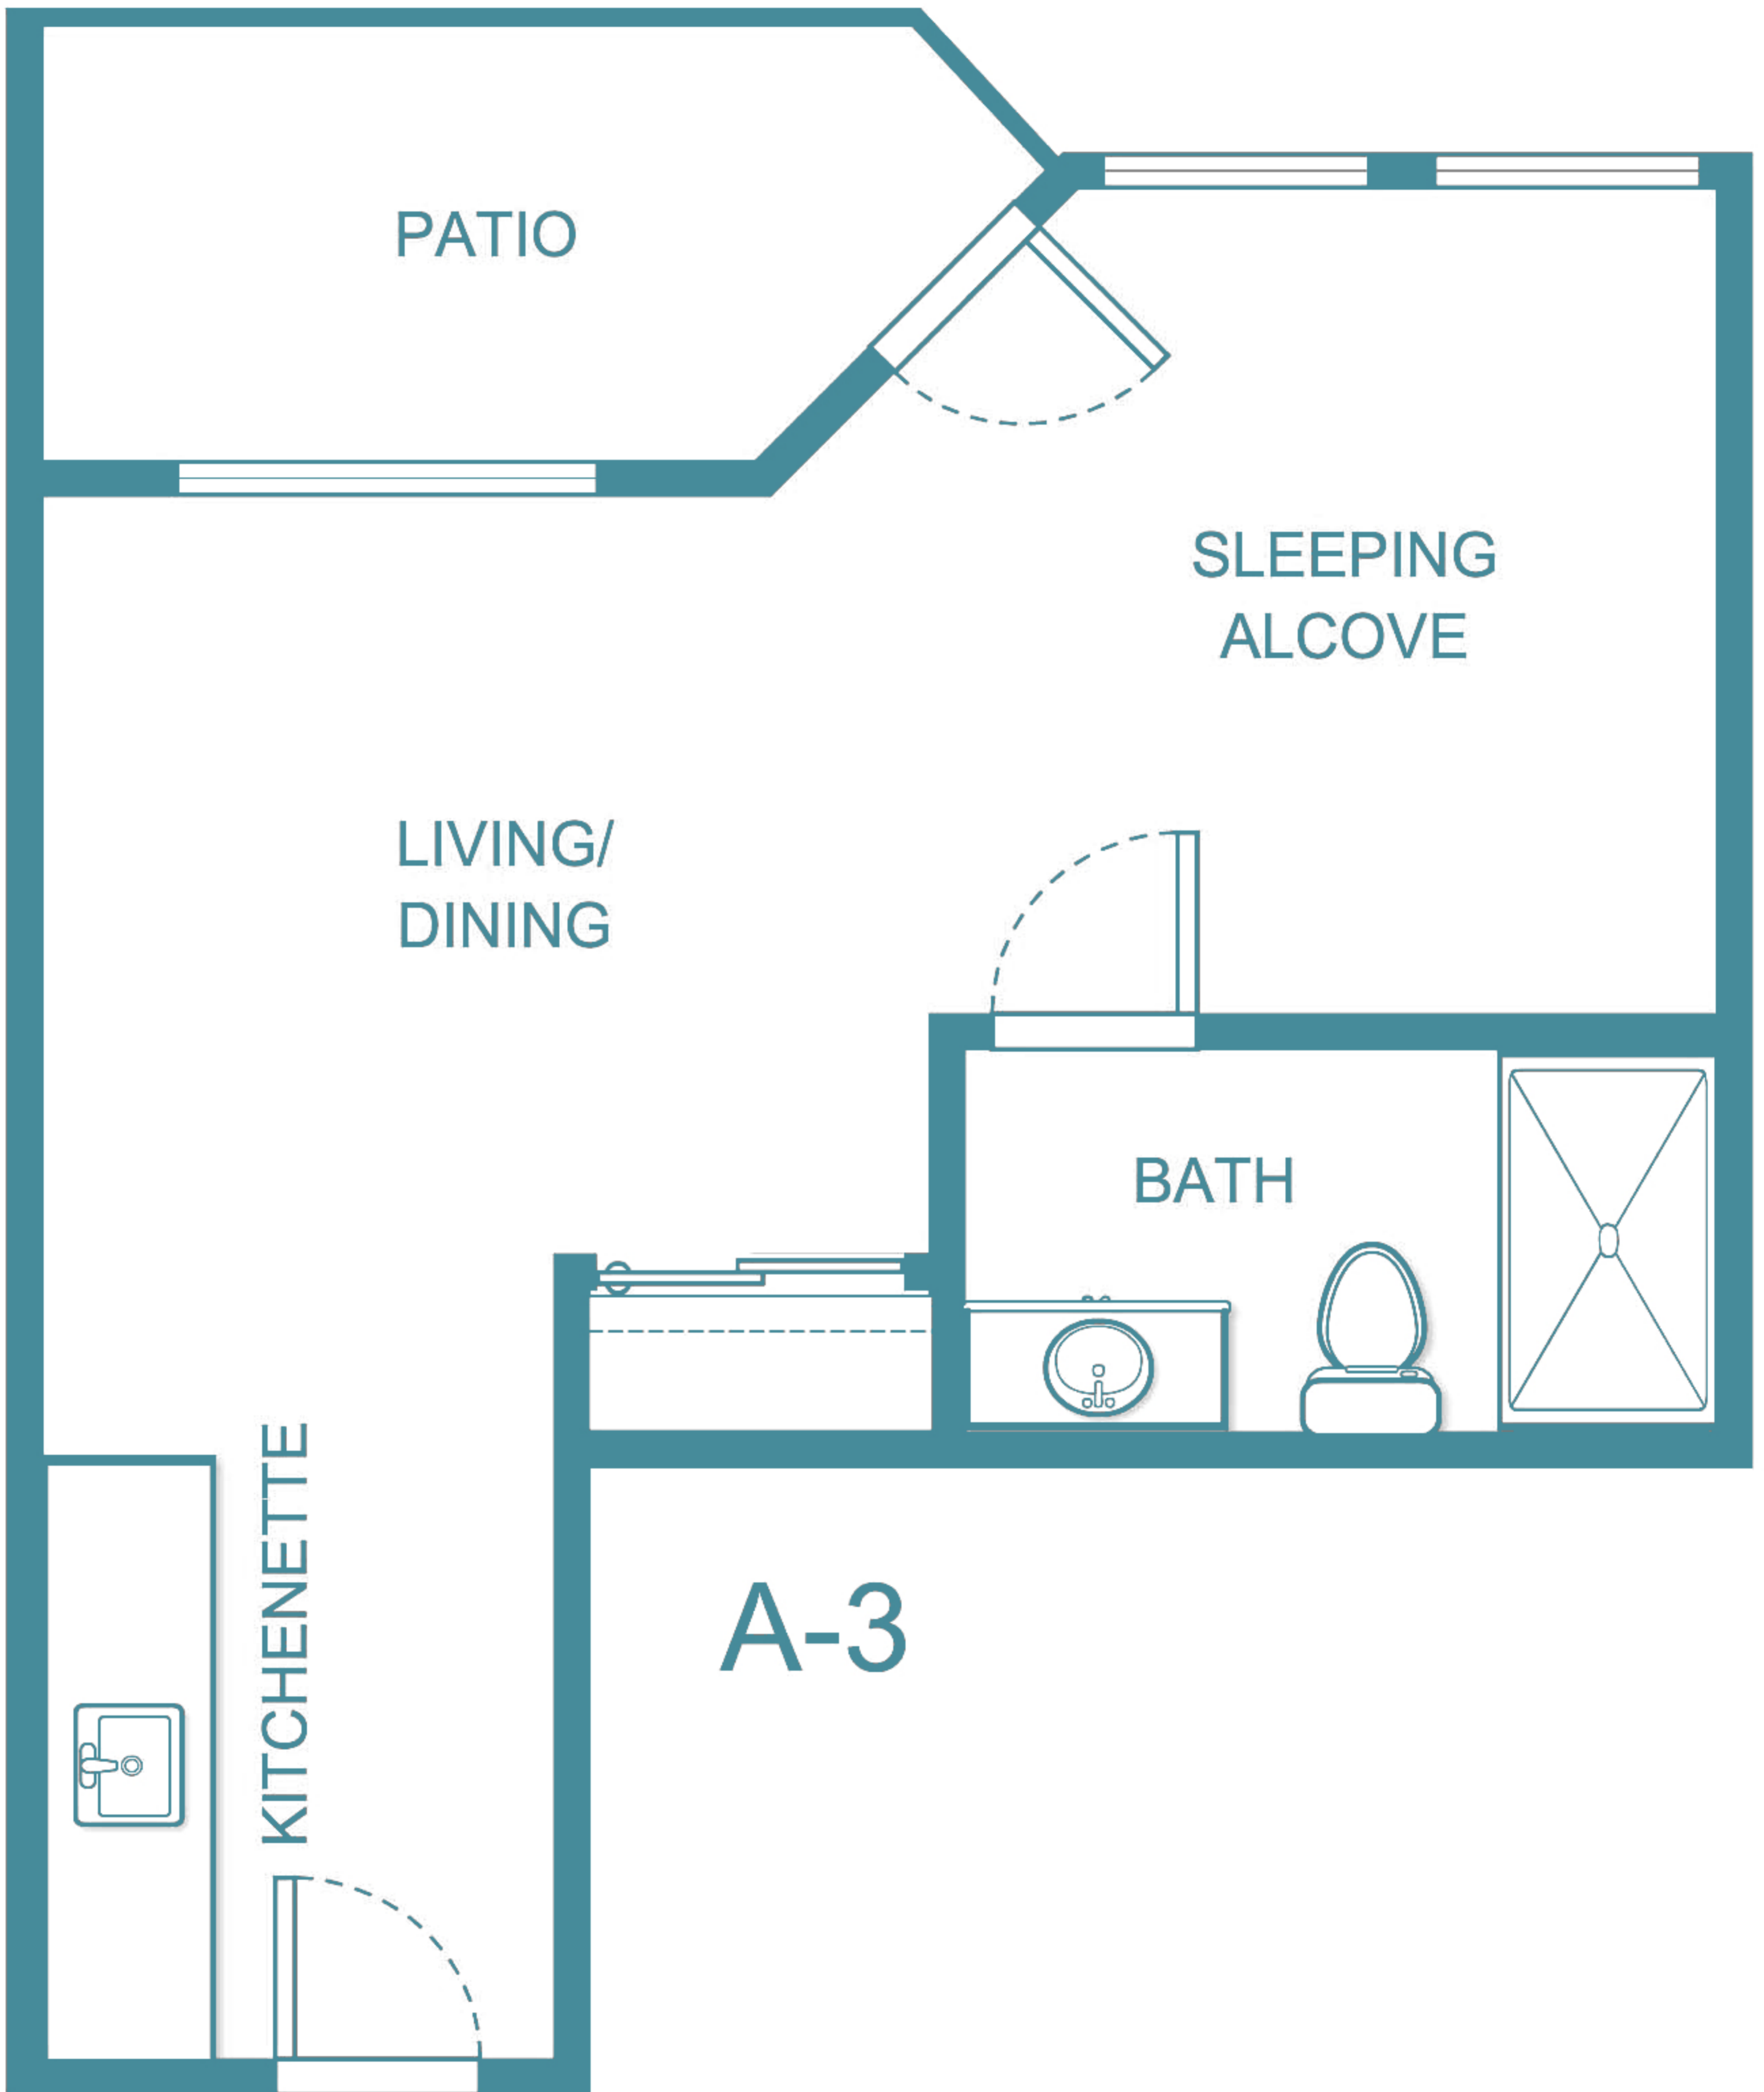 PATIO
SLEEPING
ALCOVE
LIVING/
DINING
BATH
KITCHENETTE
A-3